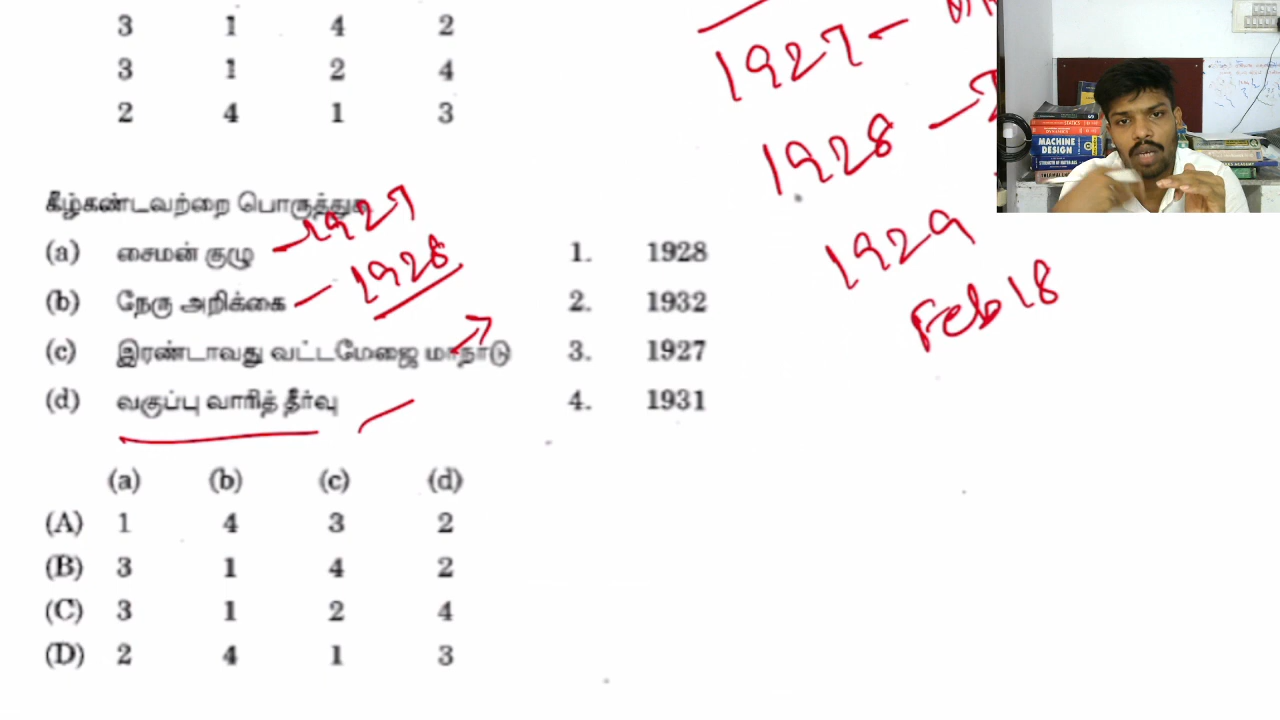 3 1 4 2
3 1 2 4
2 4 1 3
1927 -
1928 -
1929
Feb 18
கீழ்கண்டவற்றை பொருத்துக
(a) சைமன் குழு - 1927 1. 1928
(b) நேரு அறிக்கை - 1928 2. 1932
(c) இரண்டாவது வட்டமேஜை மாநாடு 3. 1927
(d) வகுப்பு வாரித் தீர்வு 4. 1931
(a) (b) (c) (d)
(A) 1 4 3 2
(B) 3 1 4 2
(C) 3 1 2 4
(D) 2 4 1 3
MACHINE
DESIGN